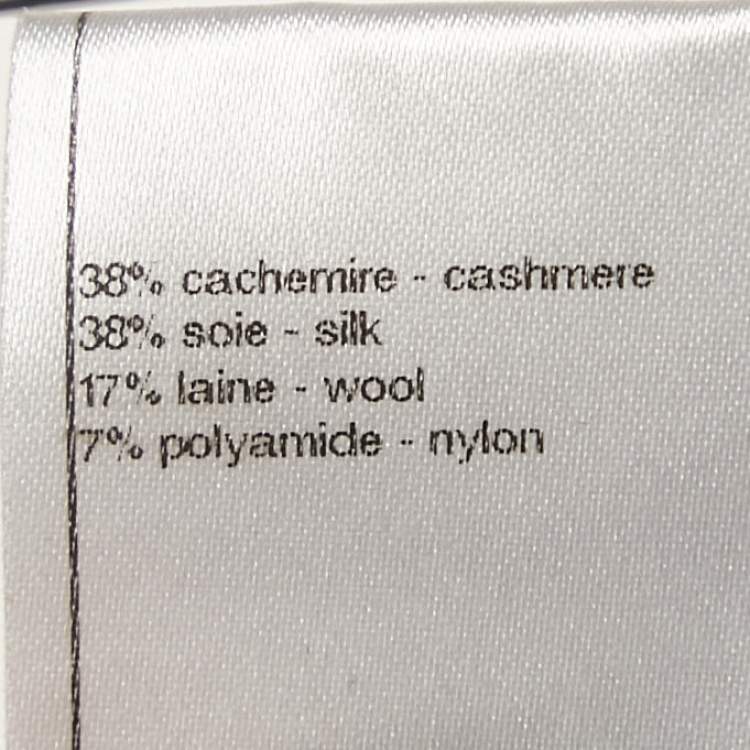 38% cachemire - cashmere
38% soie - silk
17% laine - wool
7% polyamide - nylon